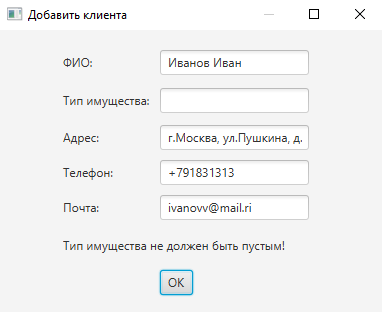 Добавить клиента
ФИО: Иванов Иван
Тип имущества:
Адрес: г.Москва, ул.Пушкина, д.
Телефон: +791831313
Почта: ivanovv@mail.ri
Тип имущества не должен быть пустым!
OK